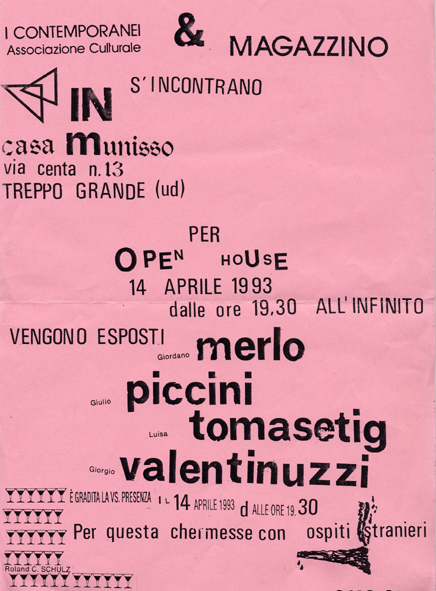 I CONTEMPORANEI & MAGAZZINO
Associazione Culturale
S'INCONTRANO
IN
casa munisso
via centa n.13
TREPPO GRANDE (ud)
PER
OPEN HOUSE
14 APRILE 1993
dalle ore 19,30 ALL'INFINITO
VENGONO ESPOSTI
Giordano merlo
Giulio piccini
Luisa tomasetig
Giorgio valentinuzzi
È GRADITA LA VS. PRESENZA IL 14 APRILE 1993 d ALLE ORE 19,30
Per questa chermesse con ospiti stranieri
Roland C. SCHULZ